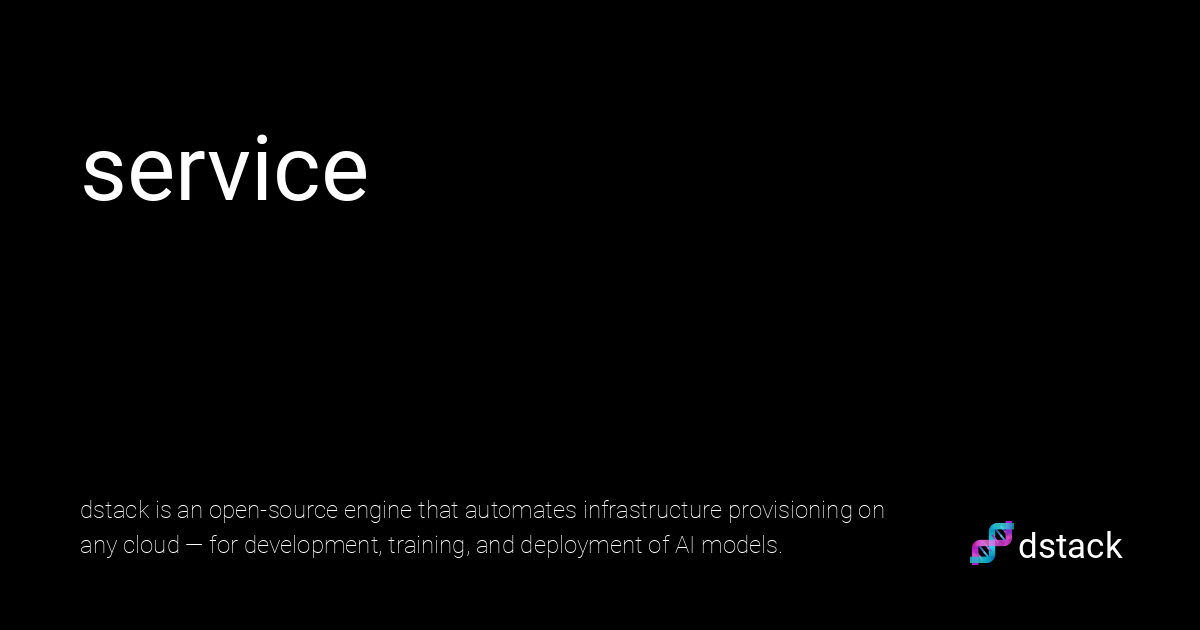 service
dstack is an open-source engine that automates infrastructure provisioning on
any cloud — for development, training, and deployment of AI models.
dstack